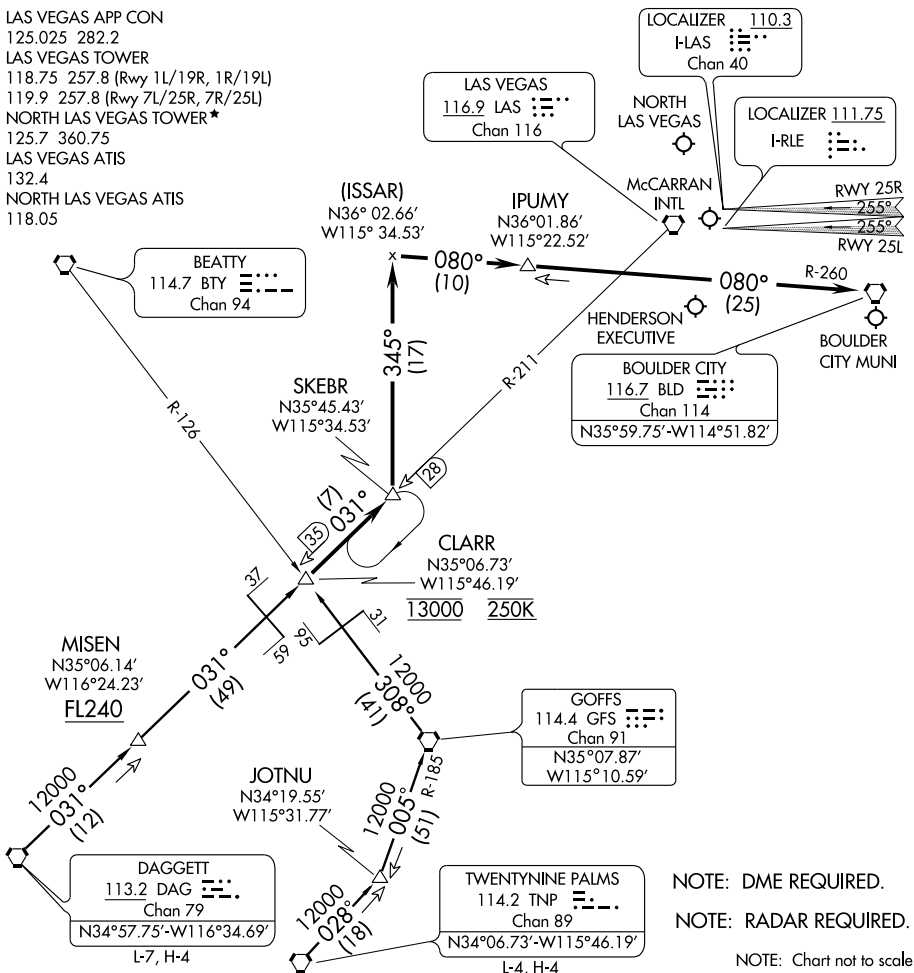 LAS VEGAS APP CON
125.025 282.2
LAS VEGAS TOWER
118.75 257.8 (Rwy 1L/19R, 1R/19L)
119.9 257.8 (Rwy 7L/25R, 7R/25L)
NORTH LAS VEGAS TOWER★
125.7 360.75
LAS VEGAS ATIS
132.4
NORTH LAS VEGAS ATIS
118.05
LOCALIZER 110.3
I-LAS
Chan 40
LAS VEGAS
116.9 LAS
Chan 116
NORTH
LAS VEGAS
LOCALIZER 111.75
I-RLE
McCARRAN
INTL
RWY 25R
255°
255°
RWY 25L
(ISSAR)
N36° 02.66'
W115° 34.53'
IPUMY
N36°01.86'
W115°22.52'
x
080°
(10)
080°
(25)
R-260
BEATTY
114.7 BTY
Chan 94
HENDERSON
EXECUTIVE
BOULDER
CITY MUNI
BOULDER CITY
116.7 BLD
Chan 114
N35°59.75'-W114°51.82'
345°
(17)
R-211
R-126
SKEBR
N35°45.43'
W115°34.53'
28
(7)
031°
35
CLARR
N35°06.73'
W115°46.19'
13000 250K
37
59
95
31
MISEN
N35°06.14'
W116°24.23'
FL240
031°
(49)
12000
308°
(41)
GOFFS
114.4 GFS
Chan 91
N35°07.87'
W115°10.59'
JOTNU
N34°19.55'
W115°31.77'
12000
005°
(51)
R-185
12000
031°
(12)
DAGGETT
113.2 DAG
Chan 79
N34°57.75'-W116°34.69'
L-7, H-4
12000
028°
(18)
TWENTYNINE PALMS
114.2 TNP
Chan 89
N34°06.73'-W115°46.19'
L-4, H-4
NOTE: DME REQUIRED.
NOTE: RADAR REQUIRED.
NOTE: Chart not to scale